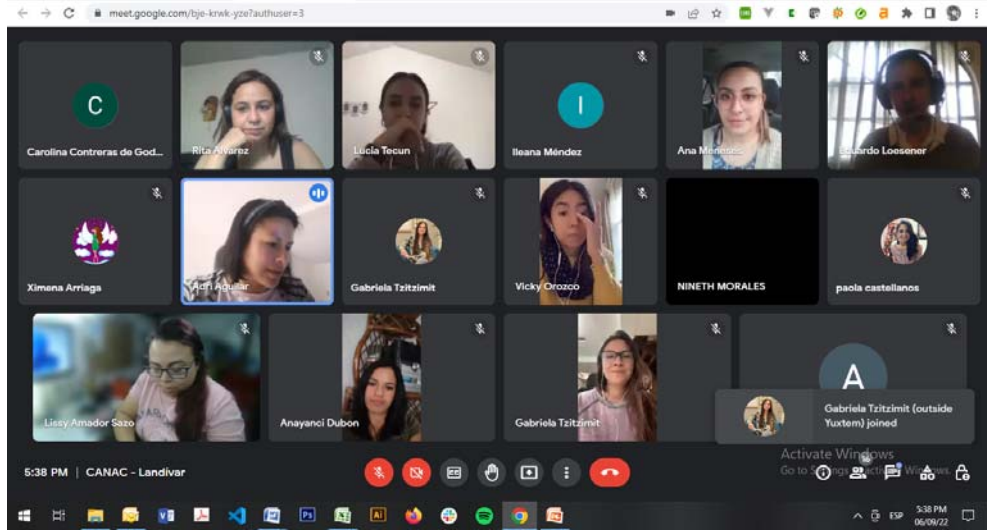 meet.google.com/bje-krwk-yze?authuser=3
C
I
Carolina Contreras de God...
Rita Alvarez
Lucía Tecun
Ileana Méndez
Ana Meneses
Eduardo Loesener
Ximena Arriaga
Adri Aguilar
Gabriela Tzitzimit
Vicky Orozco
NINETH MORALES
paola castellanos
A
Lissy Amador Sazo
Anayanci Dubon
Gabriela Tzitzimit
Gabriela Tzitzimit (outside
Yuxtem) joined
Activate Windows
5:38 PM | CANAC - Landívar
ESP
5:38 PM
06/09/22